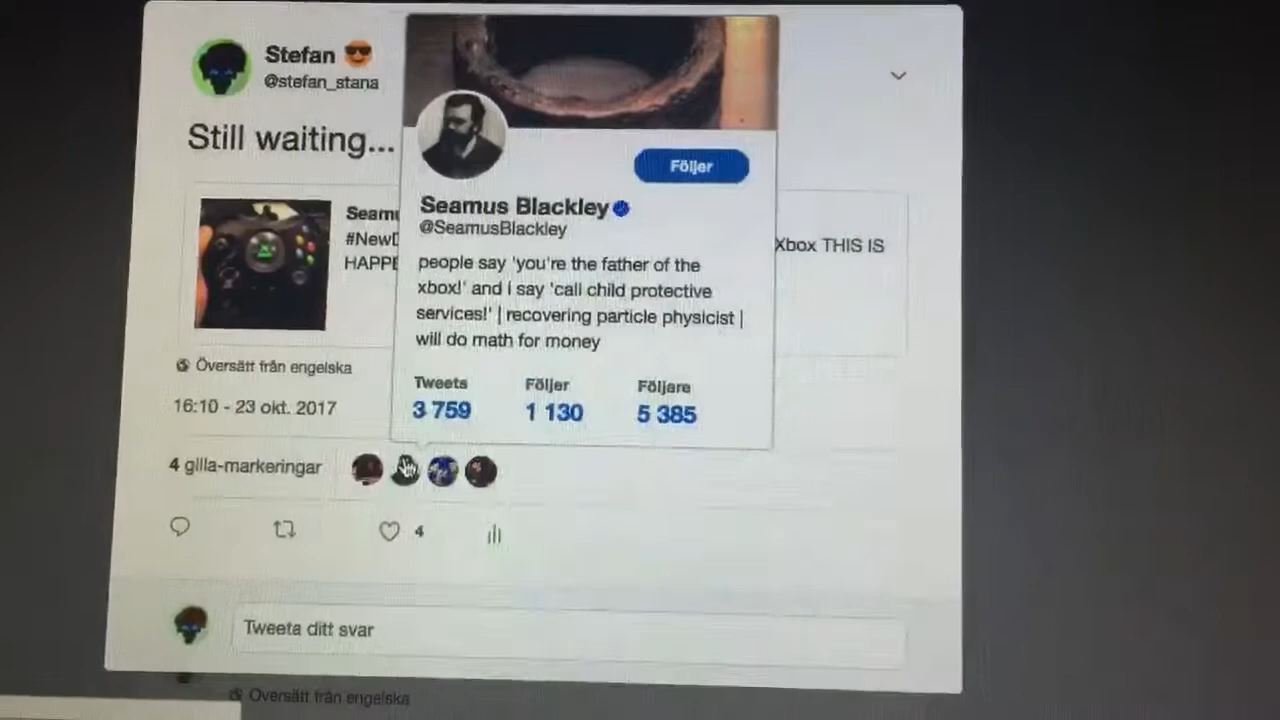 Stefan 😎
@stefan_stana
Still waiting...
Följer
Seamus Blackley
@SeamusBlackley
people say 'you're the father of the
xbox!' and i say 'call child protective
services!' | recovering particle physicist |
will do math for money
Tweets Följer Följare
3 759 1 130 5 385
Seamu
#NewD
HAPPE
Xbox THIS IS
Översätt från engelska
16:10 - 23 okt. 2017
4 gilla-markeringar
4
Tweeta ditt svar
Översätt från engelska